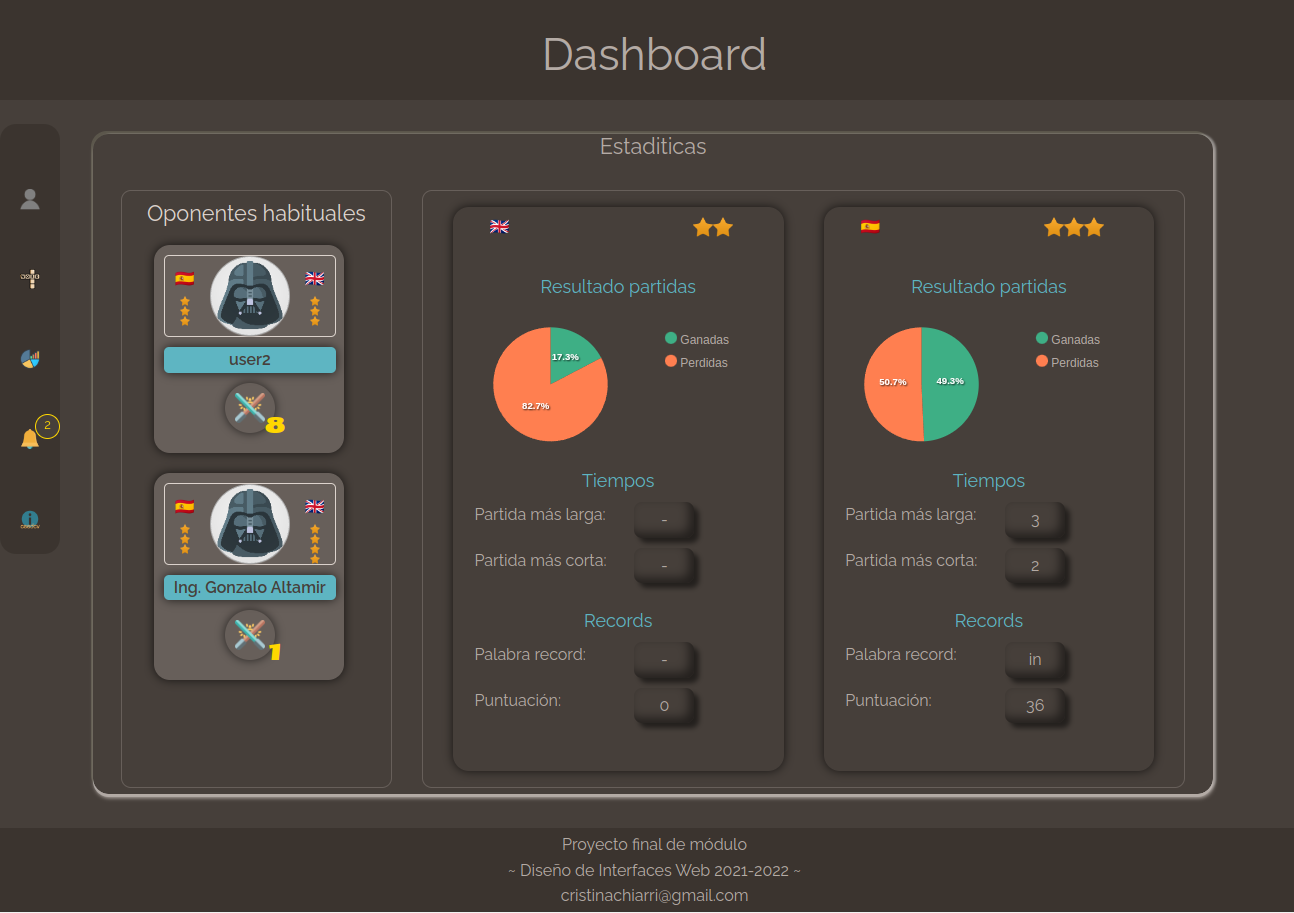 Dashboard
Estaditicas
Oponentes habituales
user2
8
Ing. Gonzalo Altamir
1
2
Resultado partidas
17.3%
82.7%
Ganadas
Perdidas
Tiempos
Partida más larga: -
Partida más corta: -
Records
Palabra record: -
Puntuación: 0
Resultado partidas
50.7%
49.3%
Ganadas
Perdidas
Tiempos
Partida más larga: 3
Partida más corta: 2
Records
Palabra record: in
Puntuación: 36
Proyecto final de módulo
~ Diseño de Interfaces Web 2021-2022 ~
cristinachiarri@gmail.com